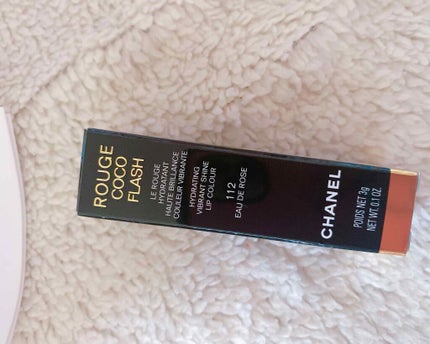 ROUGE
COCO
FLASH
LE ROUGE
HYDRATANT
HAUTE BRILLANCE
COULEUR VIBRANTE
HYDRATING
VIBRANT SHINE
LIP COLOUR
112
EAU DE ROSE
CHANEL
POIDS NET 3g
NET WT. 0.1 OZ.